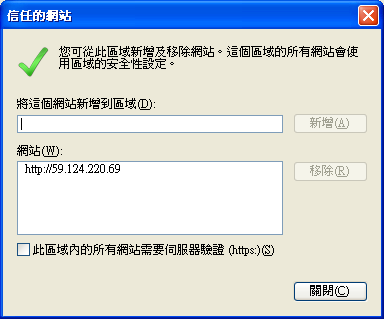 信任的網站
您可從此區域新增及移除網站。這個區域的所有網站會使
用區域的安全性設定。
將這個網站新增到區域(D):
新增(A)
網站(W):
http://59.124.220.69
移除(R)
此區域內的所有網站需要伺服器驗證 (https:)(S)
關閉(C)